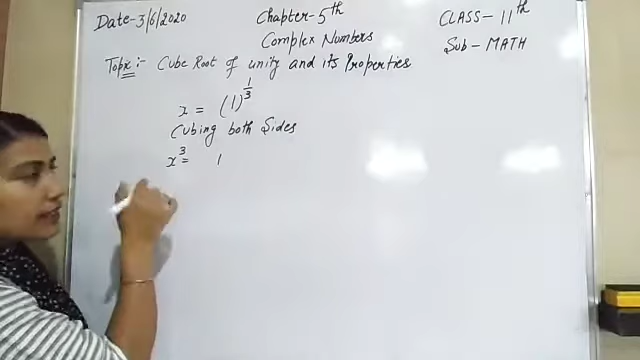 Date-3/6/2020
Chapter-5th
CLASS-11th
Complex Numbers
Sub-MATH
Topic:- Cube Root of unity and its Properties
x = (1)^1/3
Cubing both Sides
x^3 = 1